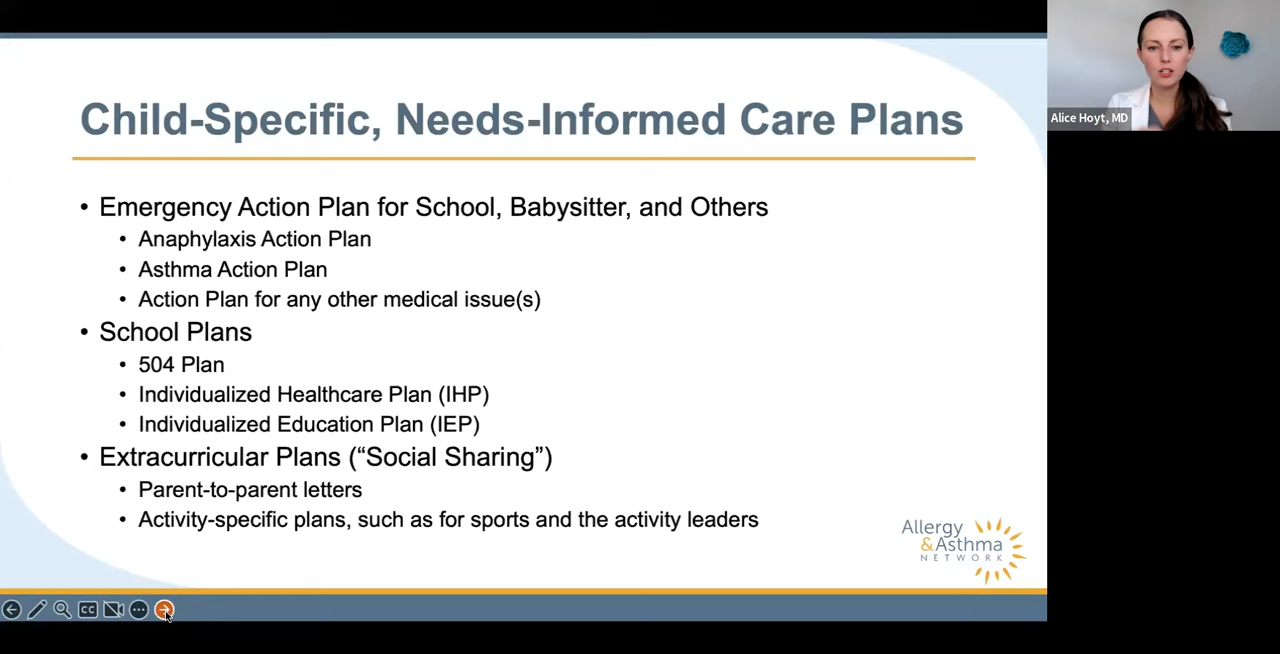 Child-Specific, Needs-Informed Care Plans
• Emergency Action Plan for School, Babysitter, and Others
• Anaphylaxis Action Plan
• Asthma Action Plan
• Action Plan for any other medical issue(s)
• School Plans
• 504 Plan
• Individualized Healthcare Plan (IHP)
• Individualized Education Plan (IEP)
• Extracurricular Plans (“Social Sharing”)
• Parent-to-parent letters
• Activity-specific plans, such as for sports and the activity leaders
Allergy
&Asthma
NETWORK
CC
Alice Hoyt, MD